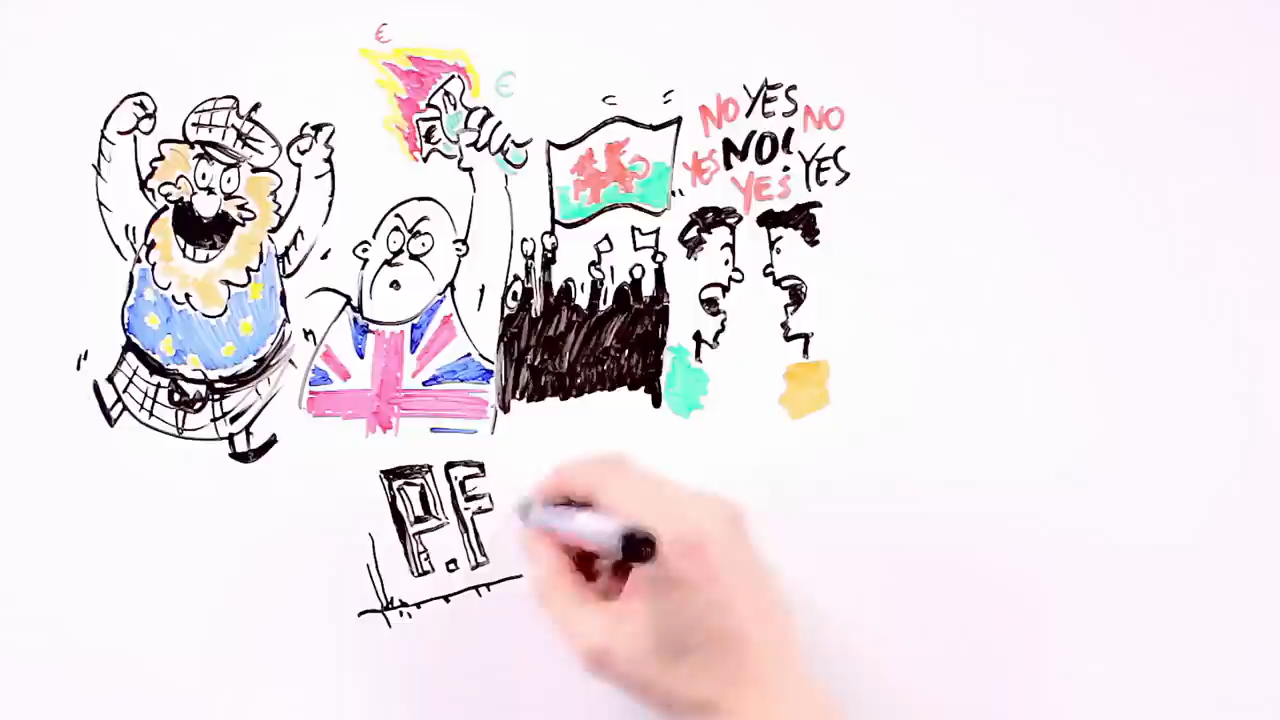 €
€
NO YES NO
YES NO! YES
YES
P.F